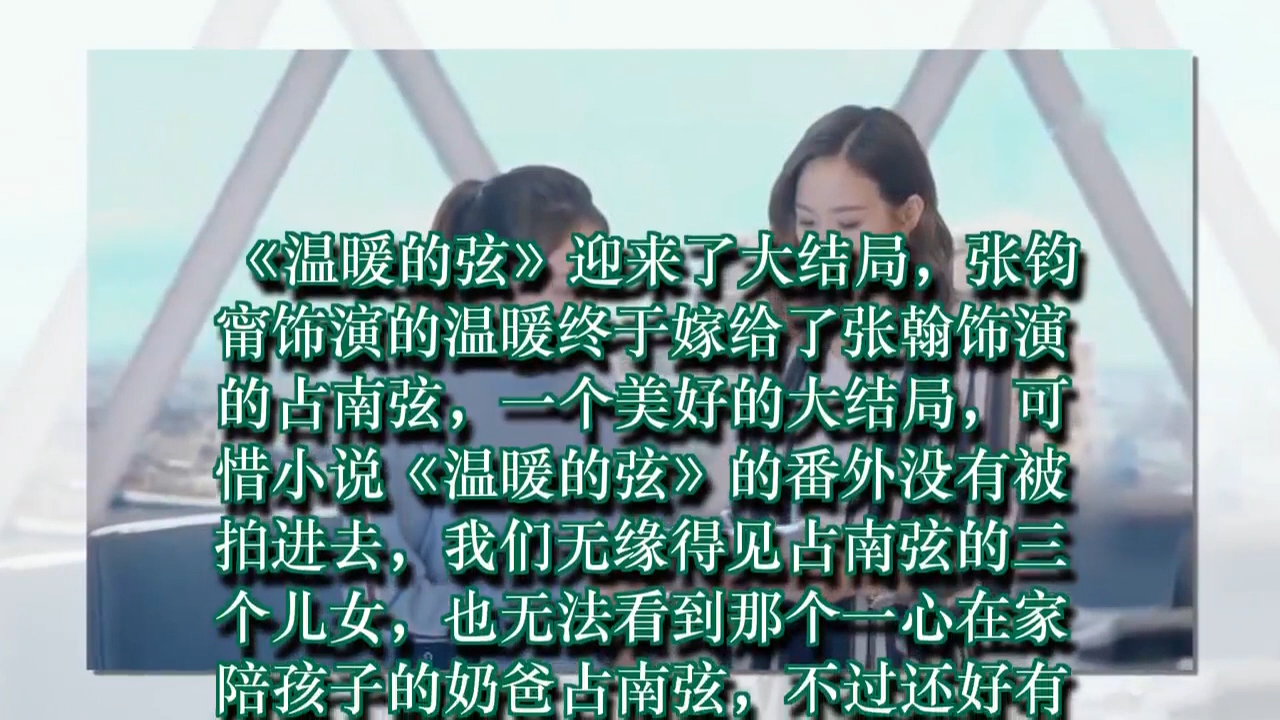 《温暖的弦》迎来了大结局，张钧
甯饰演的温暖终于嫁给了张翰饰演
的占南弦，一个美好的大结局，可
惜小说《温暖的弦》的番外没有被
拍进去，我们无缘得见占南弦的三
个儿女，也无法看到那个一心在家
陪孩子的奶爸占南弦，不过还好有